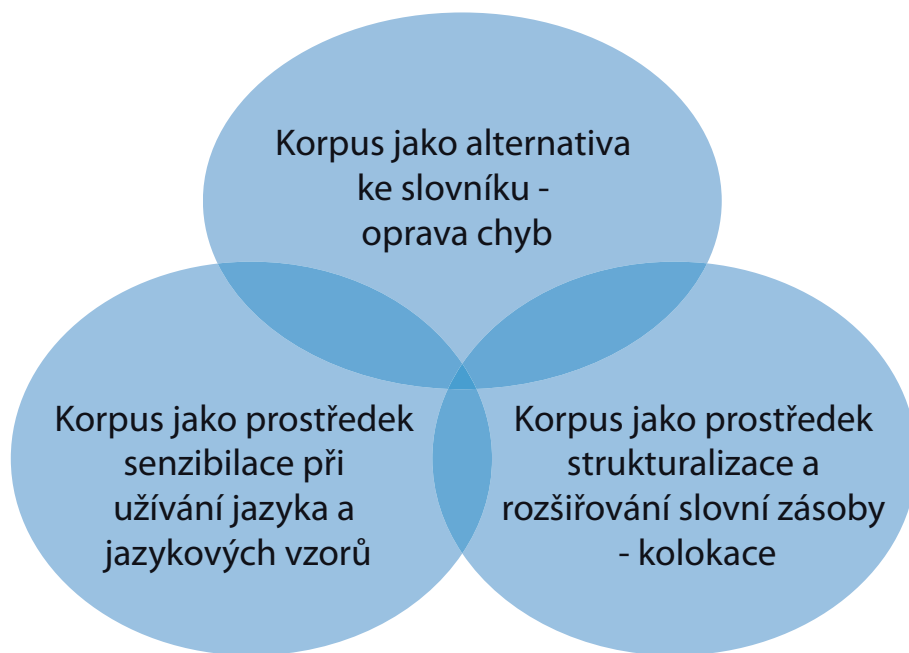 Korpus jako alternativa
ke slovníku -
oprava chyb
Korpus jako prostředek
senzibilace při
užívání jazyka a
jazykových vzorů
Korpus jako prostředek
strukturalizace a
rozšiřování slovní zásoby
- kolokace